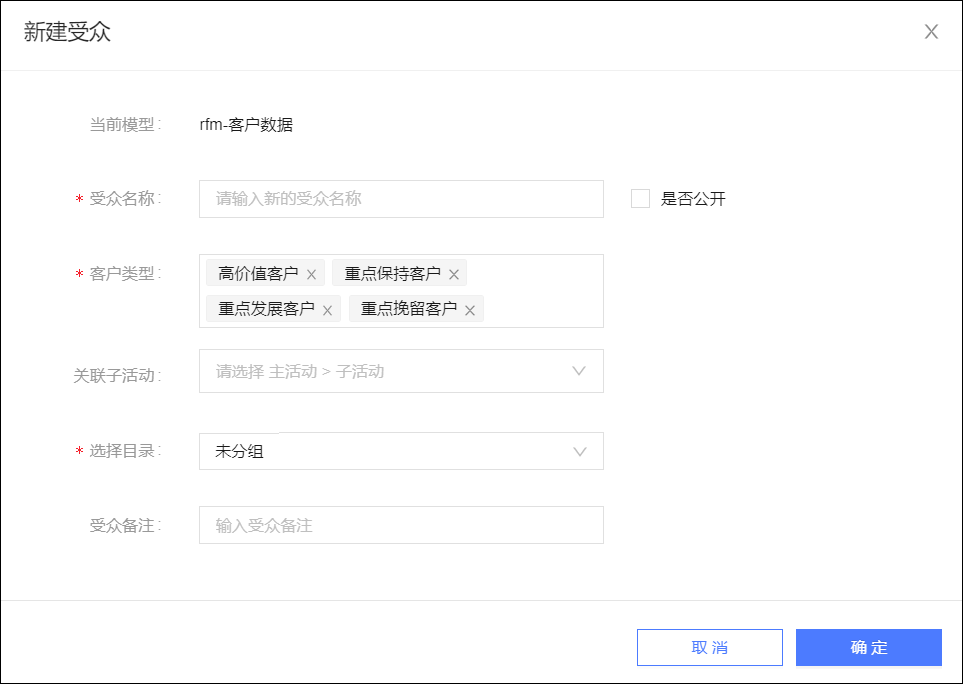 新建受众
当前模型: rfm-客户数据
* 受众名称: 请输入新的受众名称 是否公开
* 客户类型: 高价值客户 × 重点保持客户 ×
重点发展客户 × 重点挽留客户 ×
关联子活动: 请选择 主活动 > 子活动
* 选择目录: 未分组
受众备注: 输入受众备注
取消 确定